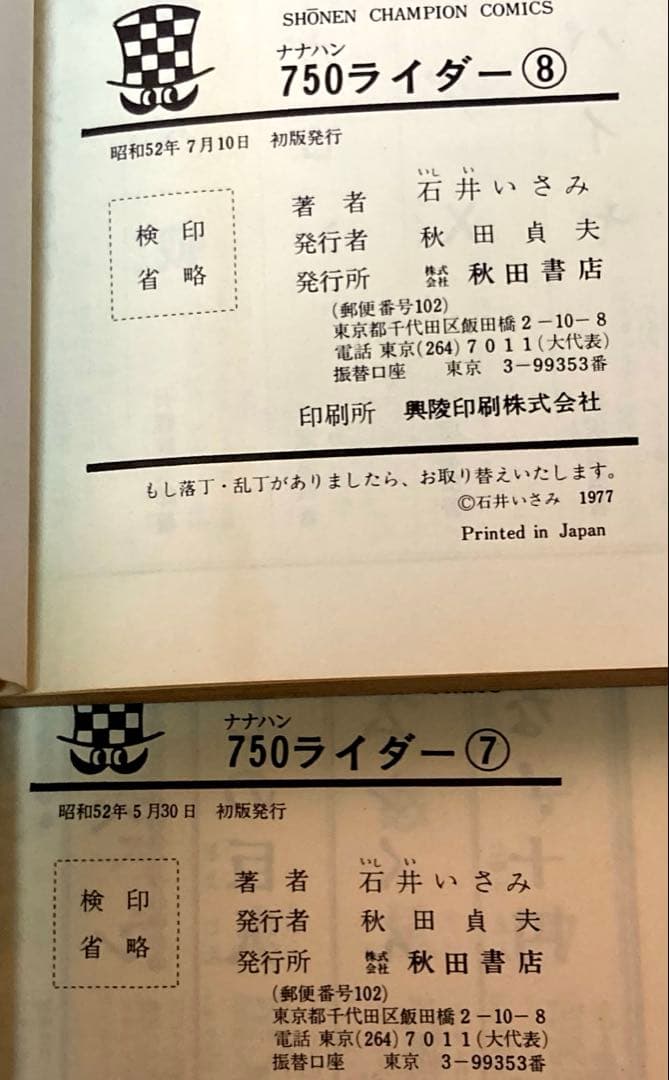 SHŌNEN CHAMPION COMICS
ナナハン
750ライダー⑧
昭和52年7月10日 初版発行
検印
省略
いしい
著者 石井いさみ
発行者 秋田貞夫
発行所 株式会社 秋田書店
(郵便番号102)
東京都千代田区飯田橋2-10-8
電話 東京(264)7011(大代表)
振替口座 東京 3-99353番
印刷所 興陵印刷株式会社
もし落丁・乱丁がありましたら、お取り替えいたします。
©石井いさみ 1977
Printed in Japan
ナナハン
750ライダー⑦
昭和52年5月30日 初版発行
検印
省略
いしい
著者 石井いさみ
発行者 秋田貞夫
発行所 株式会社 秋田書店
(郵便番号102)
東京都千代田区飯田橋2-10-8
電話 東京(264)7011(大代表)
振替口座 東京 3-99353番